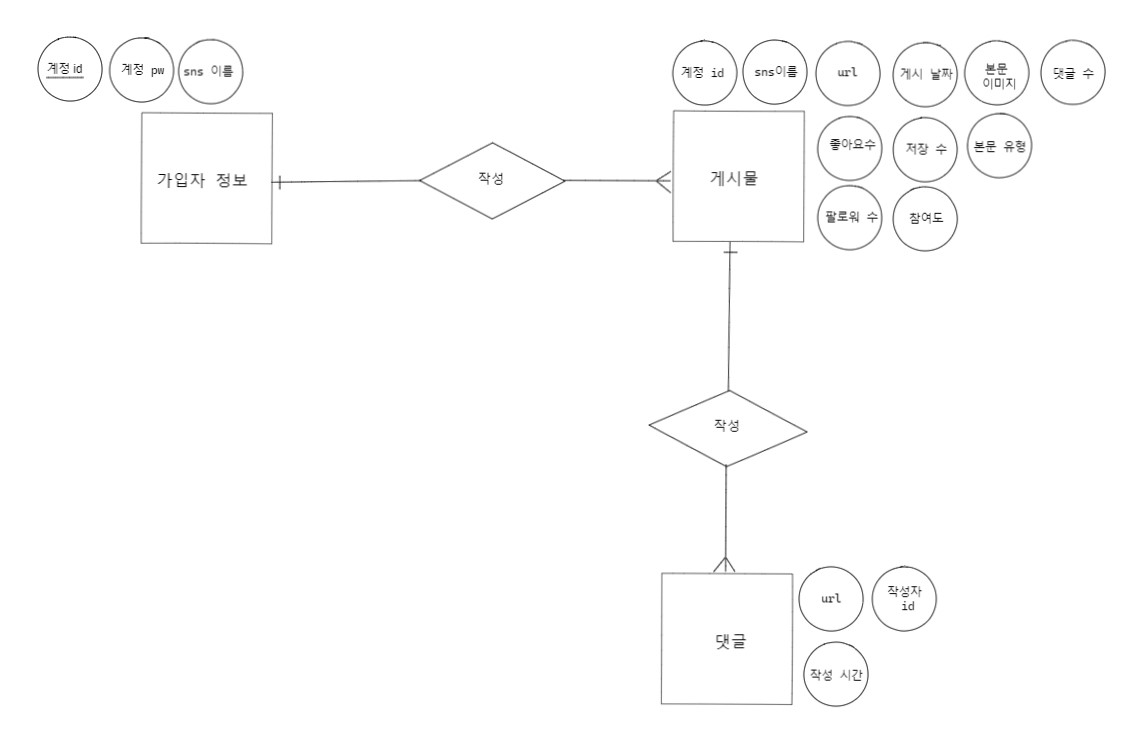 계정 id
계정 pw
sns 이름
가입자 정보
작성
계정 id
sns이름
url
게시 날짜
본문
이미지
댓글 수
게시물
좋아요수
저장 수
본문 유형
팔로워 수
참여도
작성
댓글
url
작성자
id
작성 시간